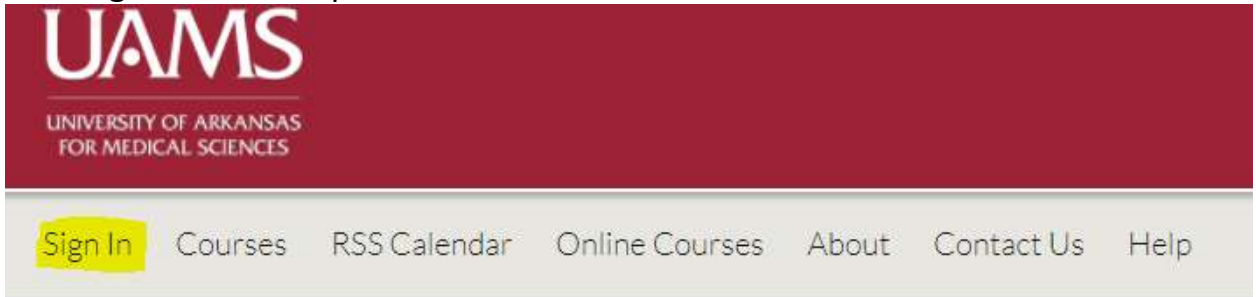 UAMS
UNIVERSITY OF ARKANSAS
FOR MEDICAL SCIENCES
Sign In Courses RSS Calendar Online Courses About Contact Us Help